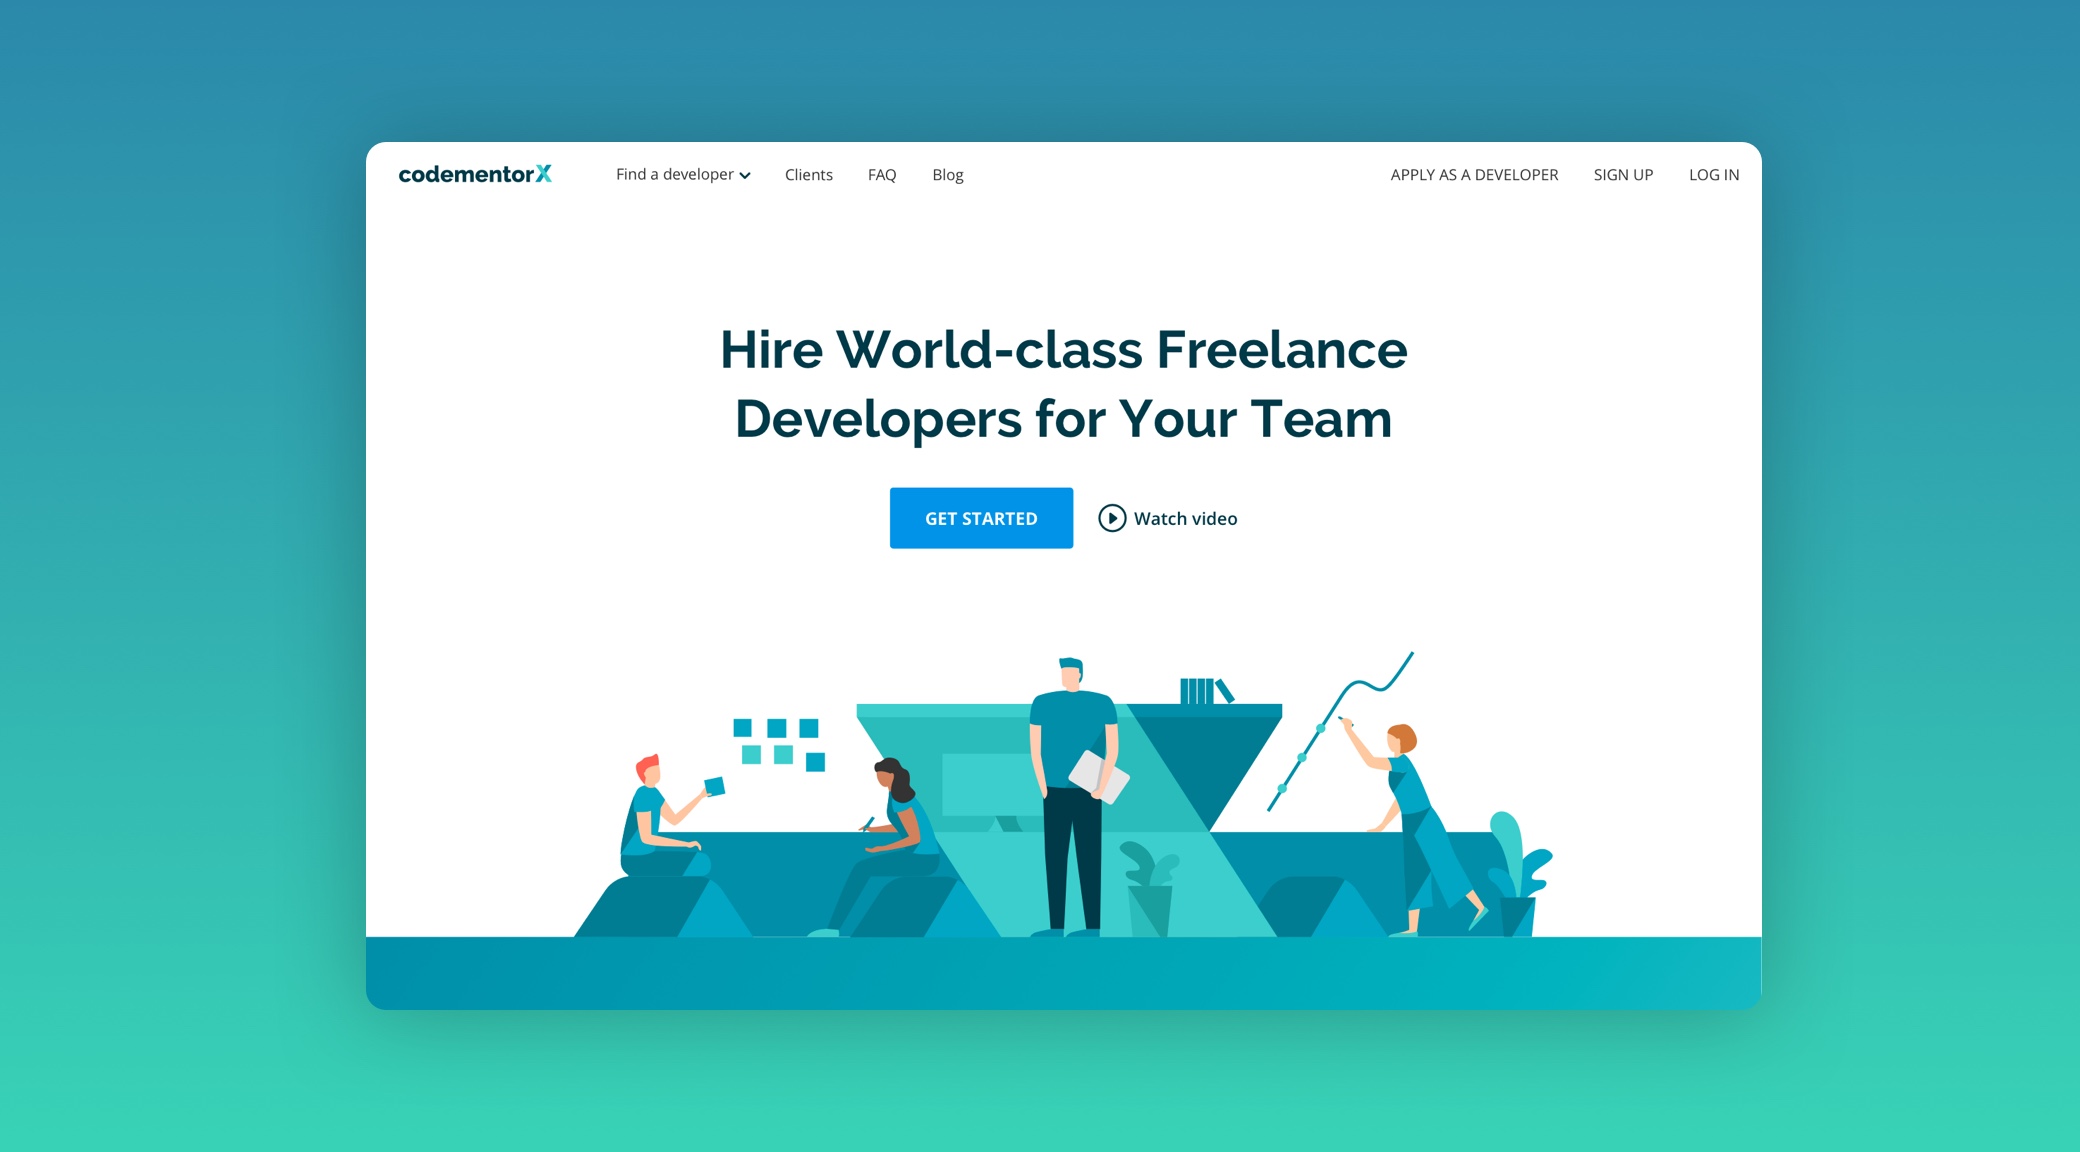 codementorX
Find a developer
Clients
FAQ
Blog
APPLY AS A DEVELOPER
SIGN UP
LOG IN
Hire World-class Freelance
Developers for Your Team
GET STARTED
Watch video